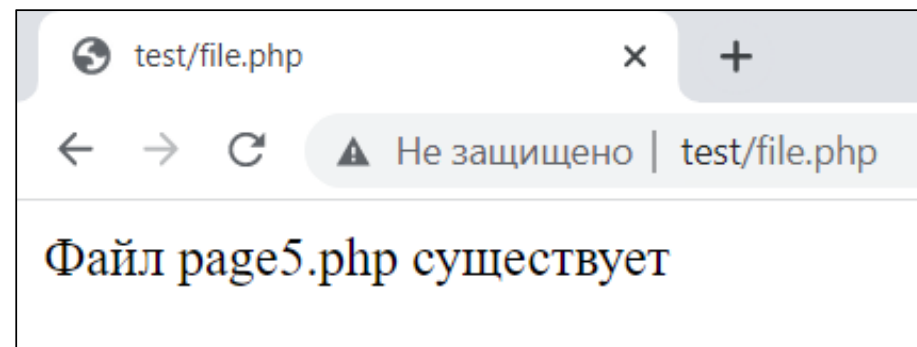 test/file.php
Не защищено | test/file.php
Файл page5.php существует